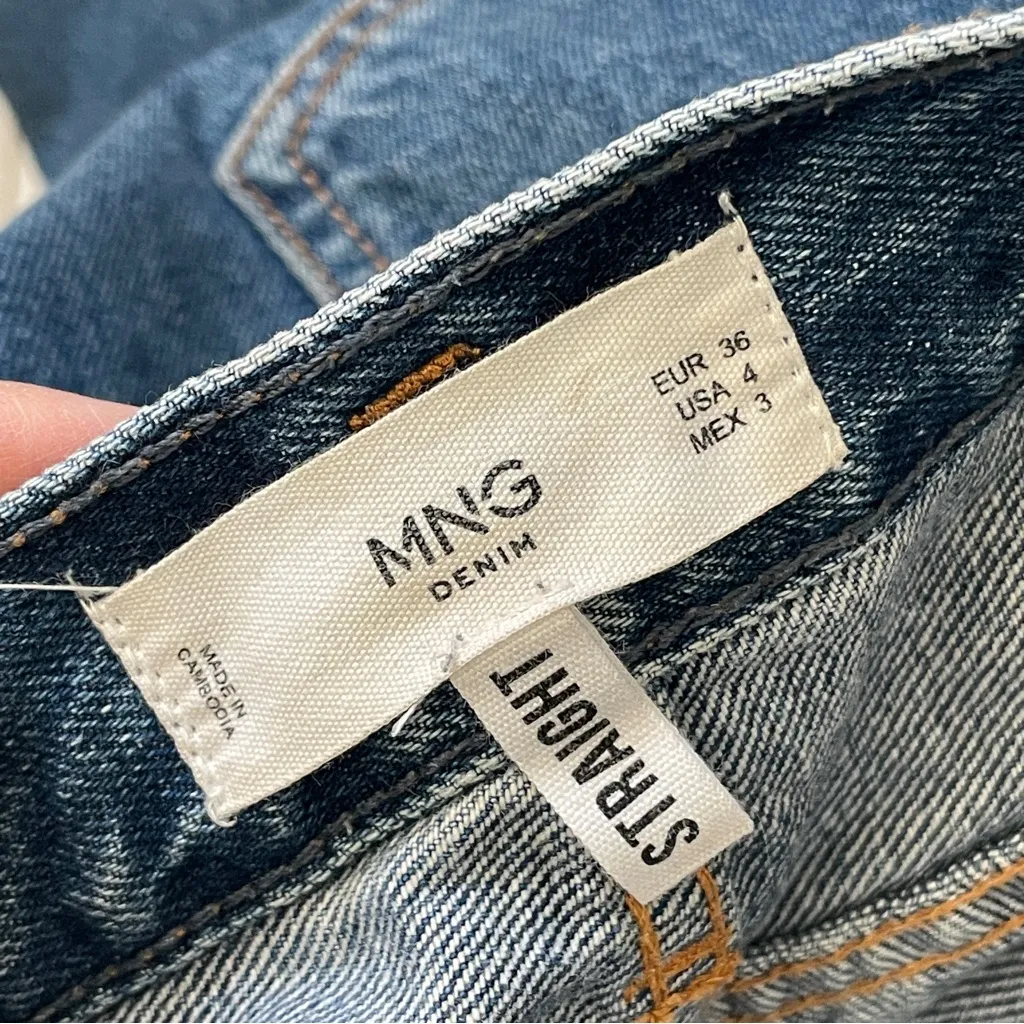 MNG
DENIM
EUR 36
USA 4
MEX 3
MADE IN
CAMBODIA
STRAIGHT